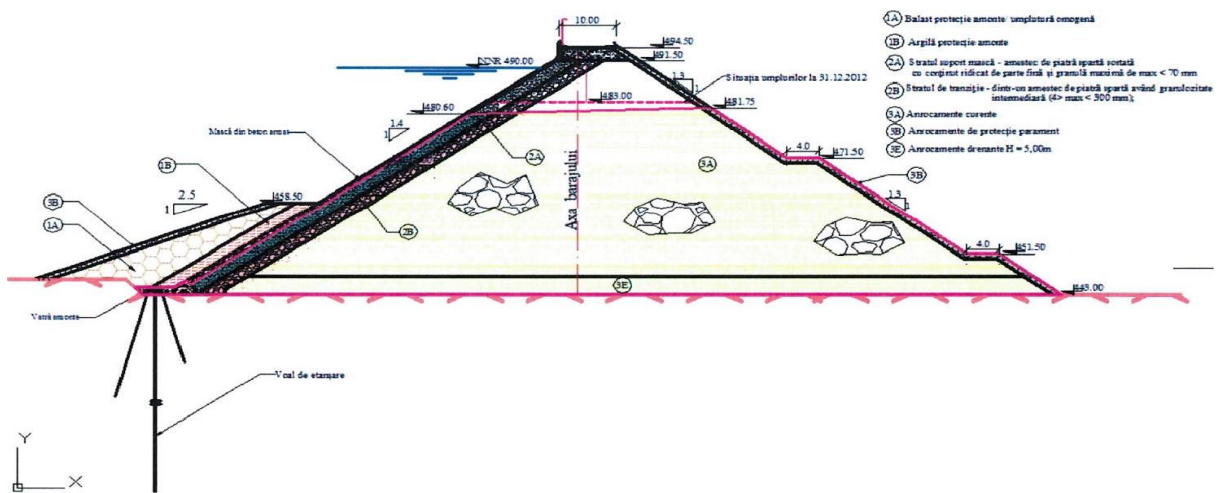 10.00
494.50
491.50
NNR 490.00
Situația umplurilor la 31.12.2012
1.3
1
483.00
481.75
480.60
1.4
1
Mască din beton armat
2A
3A
4.0
471.50
3B
1B
2.5
1
458.50
3B
1A
2B
Axa barajului
1.3
1
4.0
451.50
3E
443.00
Vatră amonte
Voal de etanșare
Y
X
1A Balast protecție amonte/ umplutură omogenă
1B Argilă protecție amonte
2A Stratul suport mască - amestec de piatră spartă sortată
cu conținut ridicat de parte fină și granulă maximă de max < 70 mm
2B Stratul de tranziție - dintr-un amestec de piatră spartă având granulozitate
intermediară (4> max < 300 mm);
3A Anrocamente curente
3B Anrocamente de protecție parament
3E Anrocamente drenante H = 5,00m